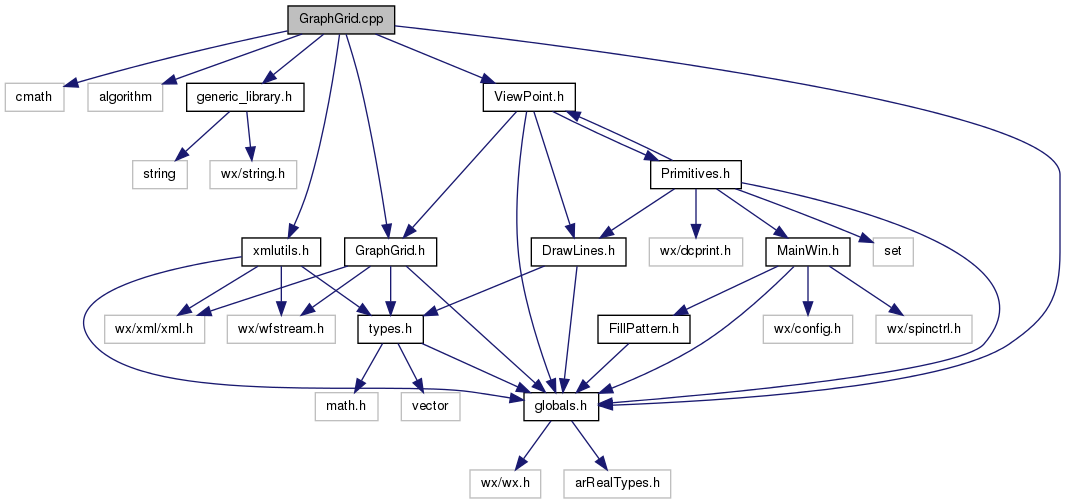 GraphGrid.cpp
cmath
algorithm
generic_library.h
ViewPoint.h
string
wx/string.h
Primitives.h
xmlutils.h
GraphGrid.h
DrawLines.h
wx/dcprint.h
MainWin.h
set
wx/xml/xml.h
wx/wfstream.h
types.h
FillPattern.h
wx/config.h
wx/spinctrl.h
math.h
vector
globals.h
wx/wx.h
arRealTypes.h